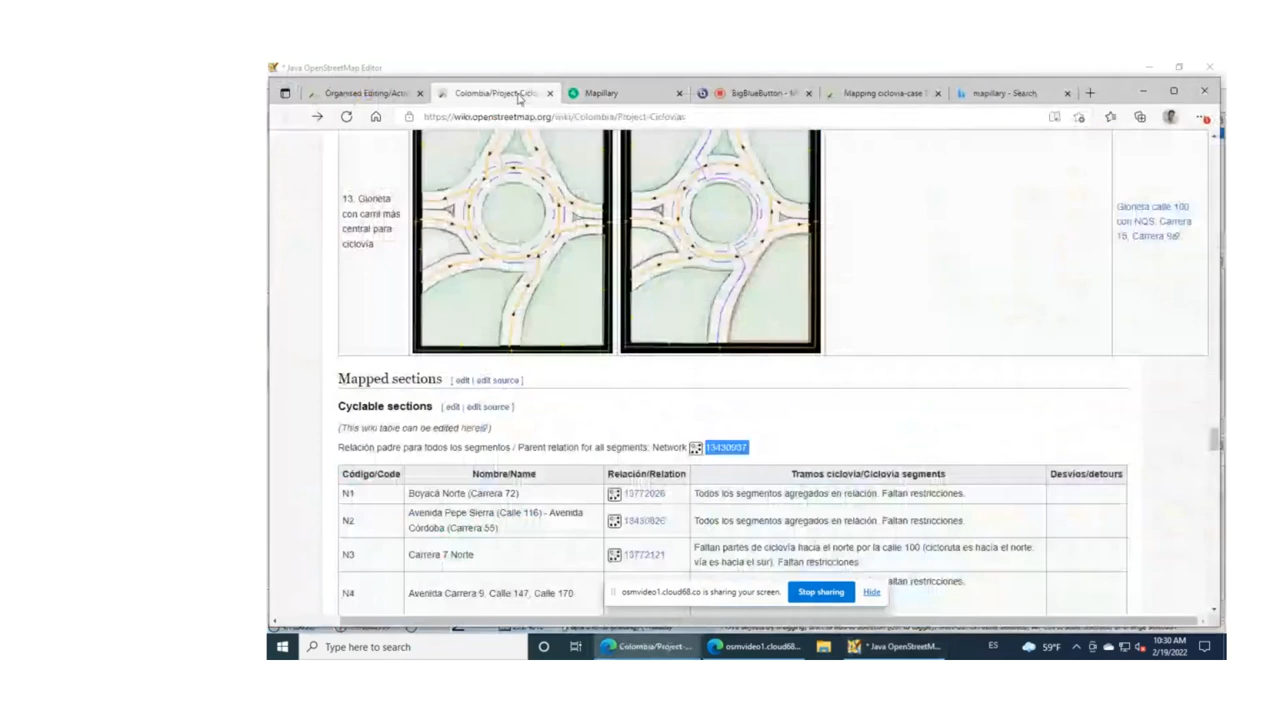 * Java OpenStreetMap Editor
Organised Editing/Activ
Colombia/Project-Ciclo
Mapillary
BigBlueButton -
Mapping ciclovia-case
mapillary - Search
https://wiki.openstreetmap.org/wiki/Colombia/Project-Ciclovías
13. Glorieta
con carril más
central para
ciclovía
Glorieta calle 100
con NQS, Carrera
15, Carrera 9
Mapped sections [ edit | edit source ]
Cyclable sections [ edit | edit source ]
(This wiki table can be edited here)
Relación padre para todos los segmentos / Parent relation for all segments: Network 13430937
Código/Code Nombre/Name Relación/Relation Tramos ciclovía/Ciclovia segments Desvíos/detours
N1 Boyacá Norte (Carrera 72) 13772026 Todos los segmentos agregados en relación. Faltan restricciones.
N2 Avenida Pepe Sierra (Calle 116) - Avenida
Córdoba (Carrera 55) 13430826 Todos los segmentos agregados en relación. Faltan restricciones.
N3 Carrera 7 Norte 13772121 Faltan partes de ciclovía hacia el norte por la calle 100 (cicloruta es hacia el norte,
vía es hacia el sur). Faltan restricciones
N4 Avenida Carrera 9, Calle 147, Calle 170
altan restricciones.
osmvideo1.cloud68.co is sharing your screen.
Stop sharing
Hide
Type here to search
Colombia/Project-...
osmvideo1.cloud68...
* Java OpenStreetM...
ES
59°F
10:30 AM
2/19/2022